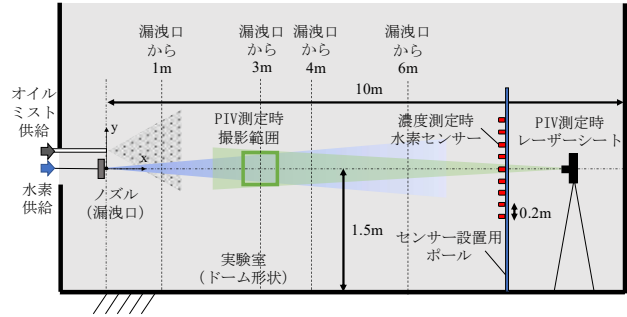 漏洩口
から
1m
漏洩口
から
3m
漏洩口
から
4m
漏洩口
から
6m
10m
オイル
ミスト
供給
y
x
PIV測定時
撮影範囲
濃度測定時
水素センサー
PIV測定時
レーザーシート
水素
供給
ノズル
(漏洩口)
1.5m
0.2m
実験室
(ドーム形状)
センサー設置用
ポール